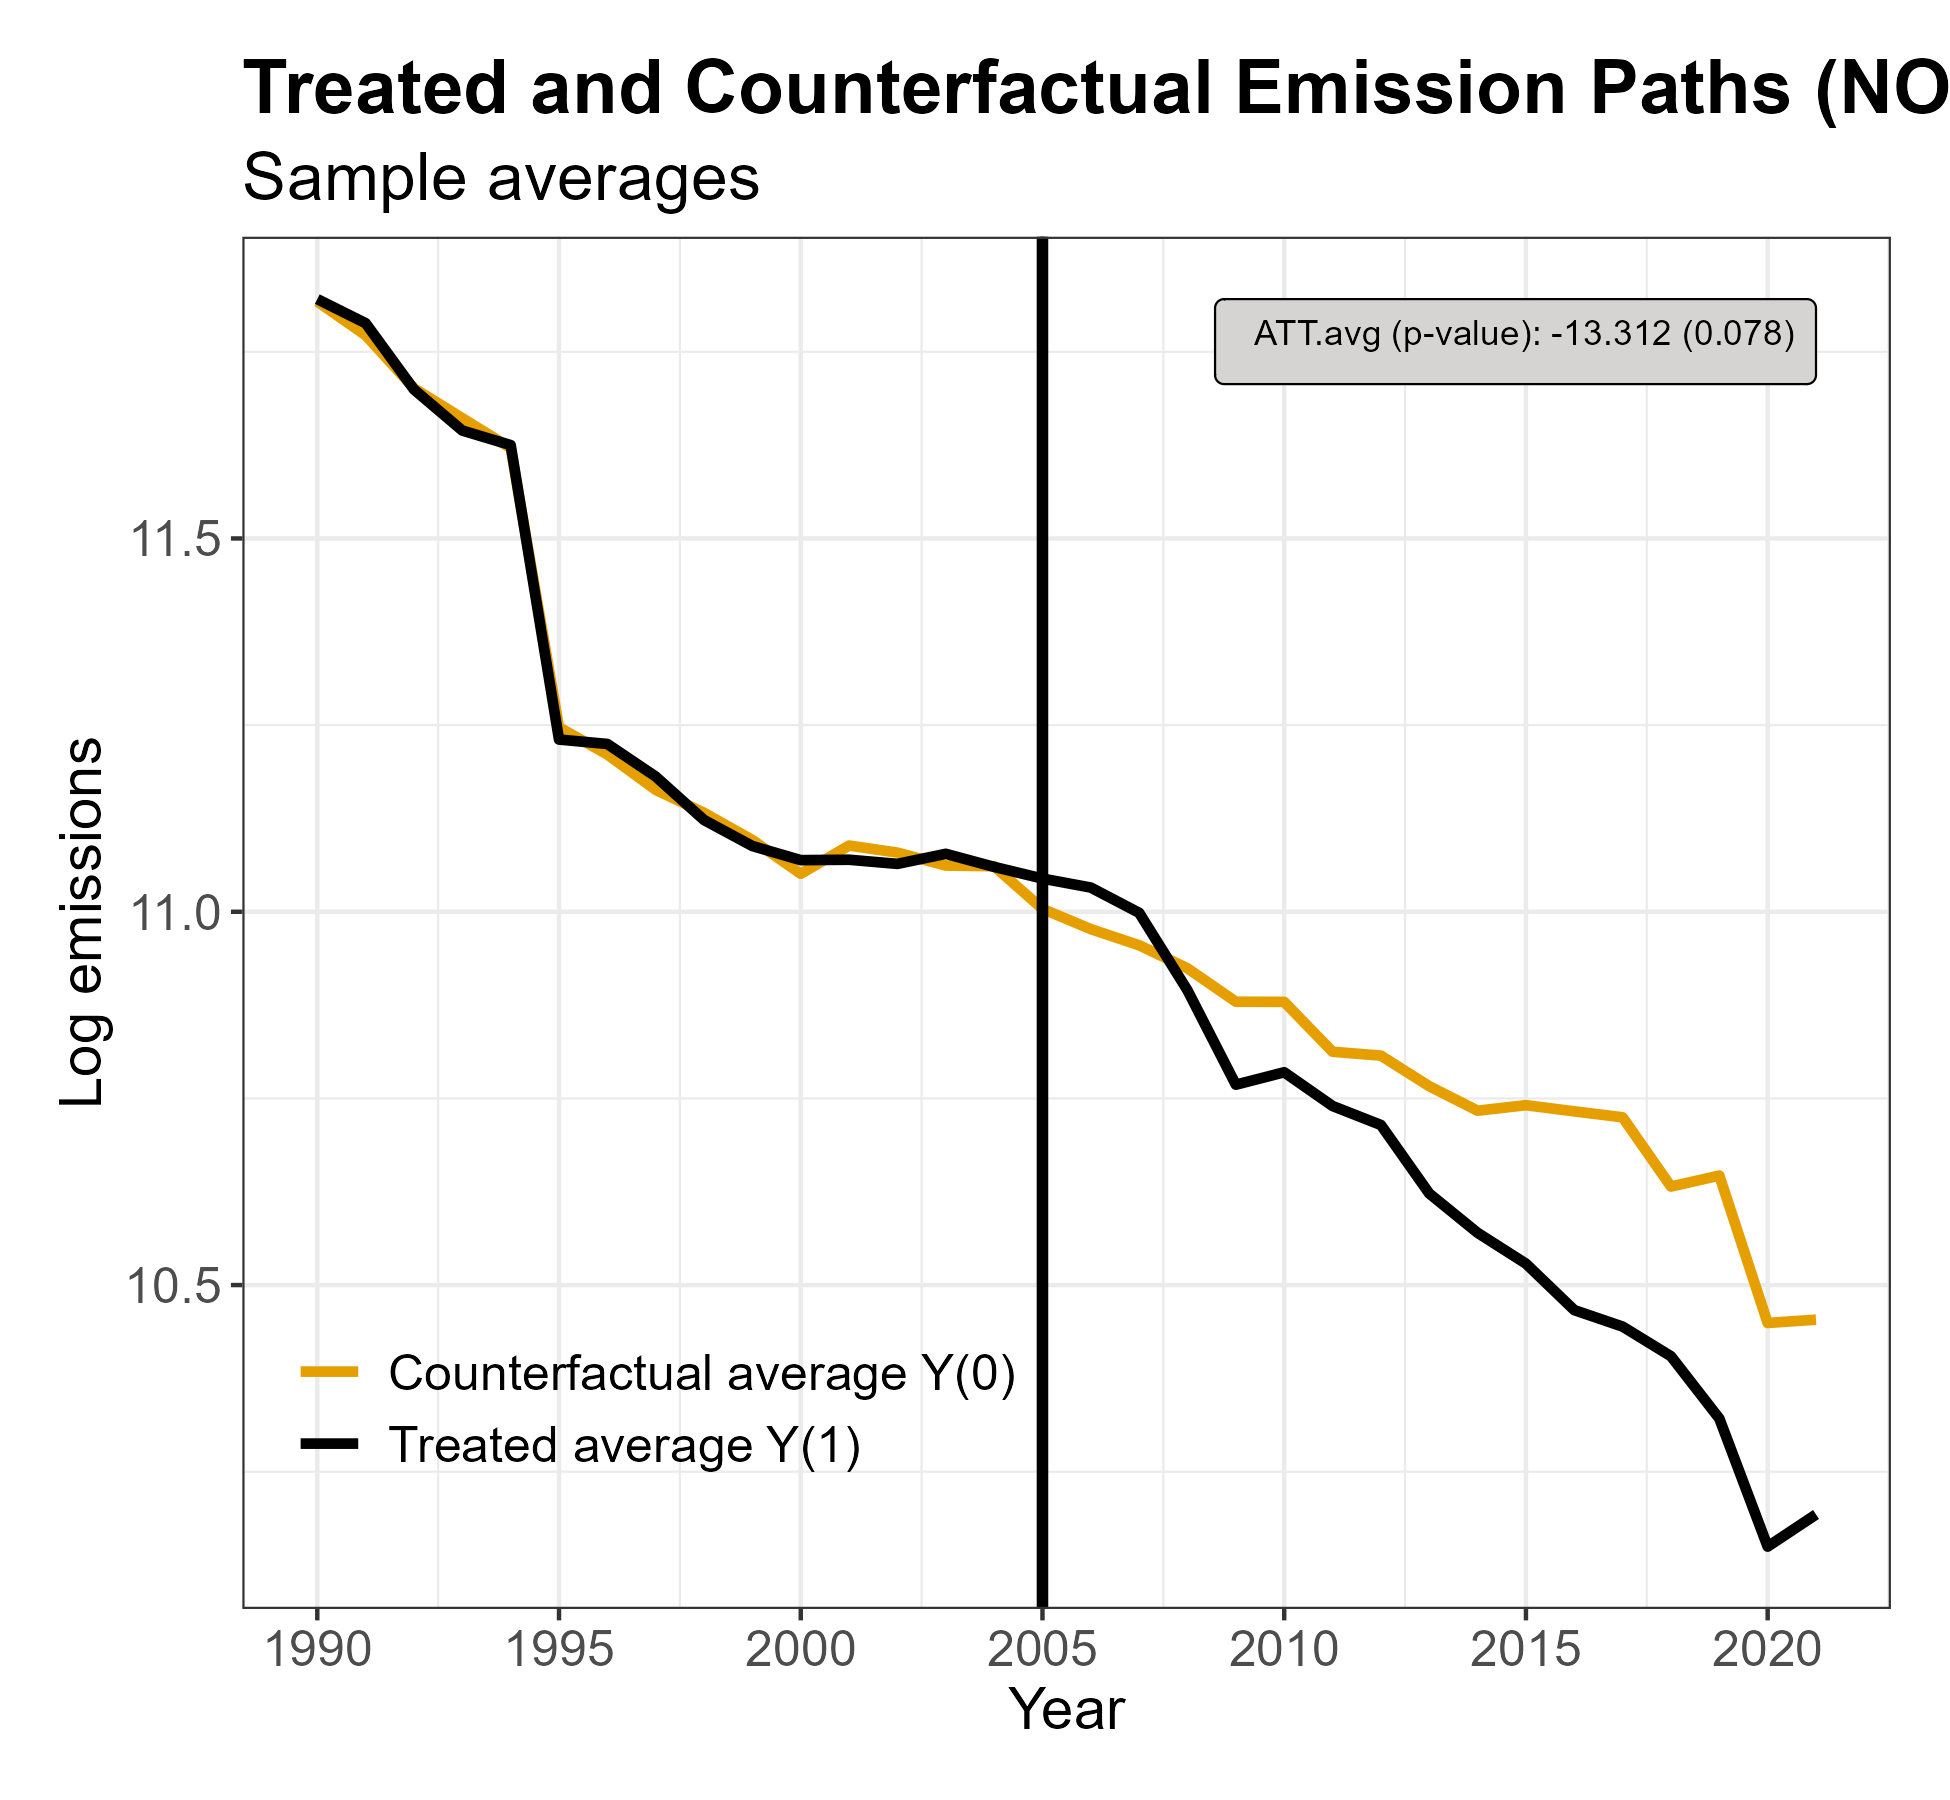 Treated and Counterfactual Emission Paths (NO
Sample averages
ATT.avg (p-value): -13.312 (0.078)
11.5
11.0
10.5
Log emissions
Counterfactual average Y(0)
Treated average Y(1)
1990 1995 2000 2005 2010 2015 2020
Year